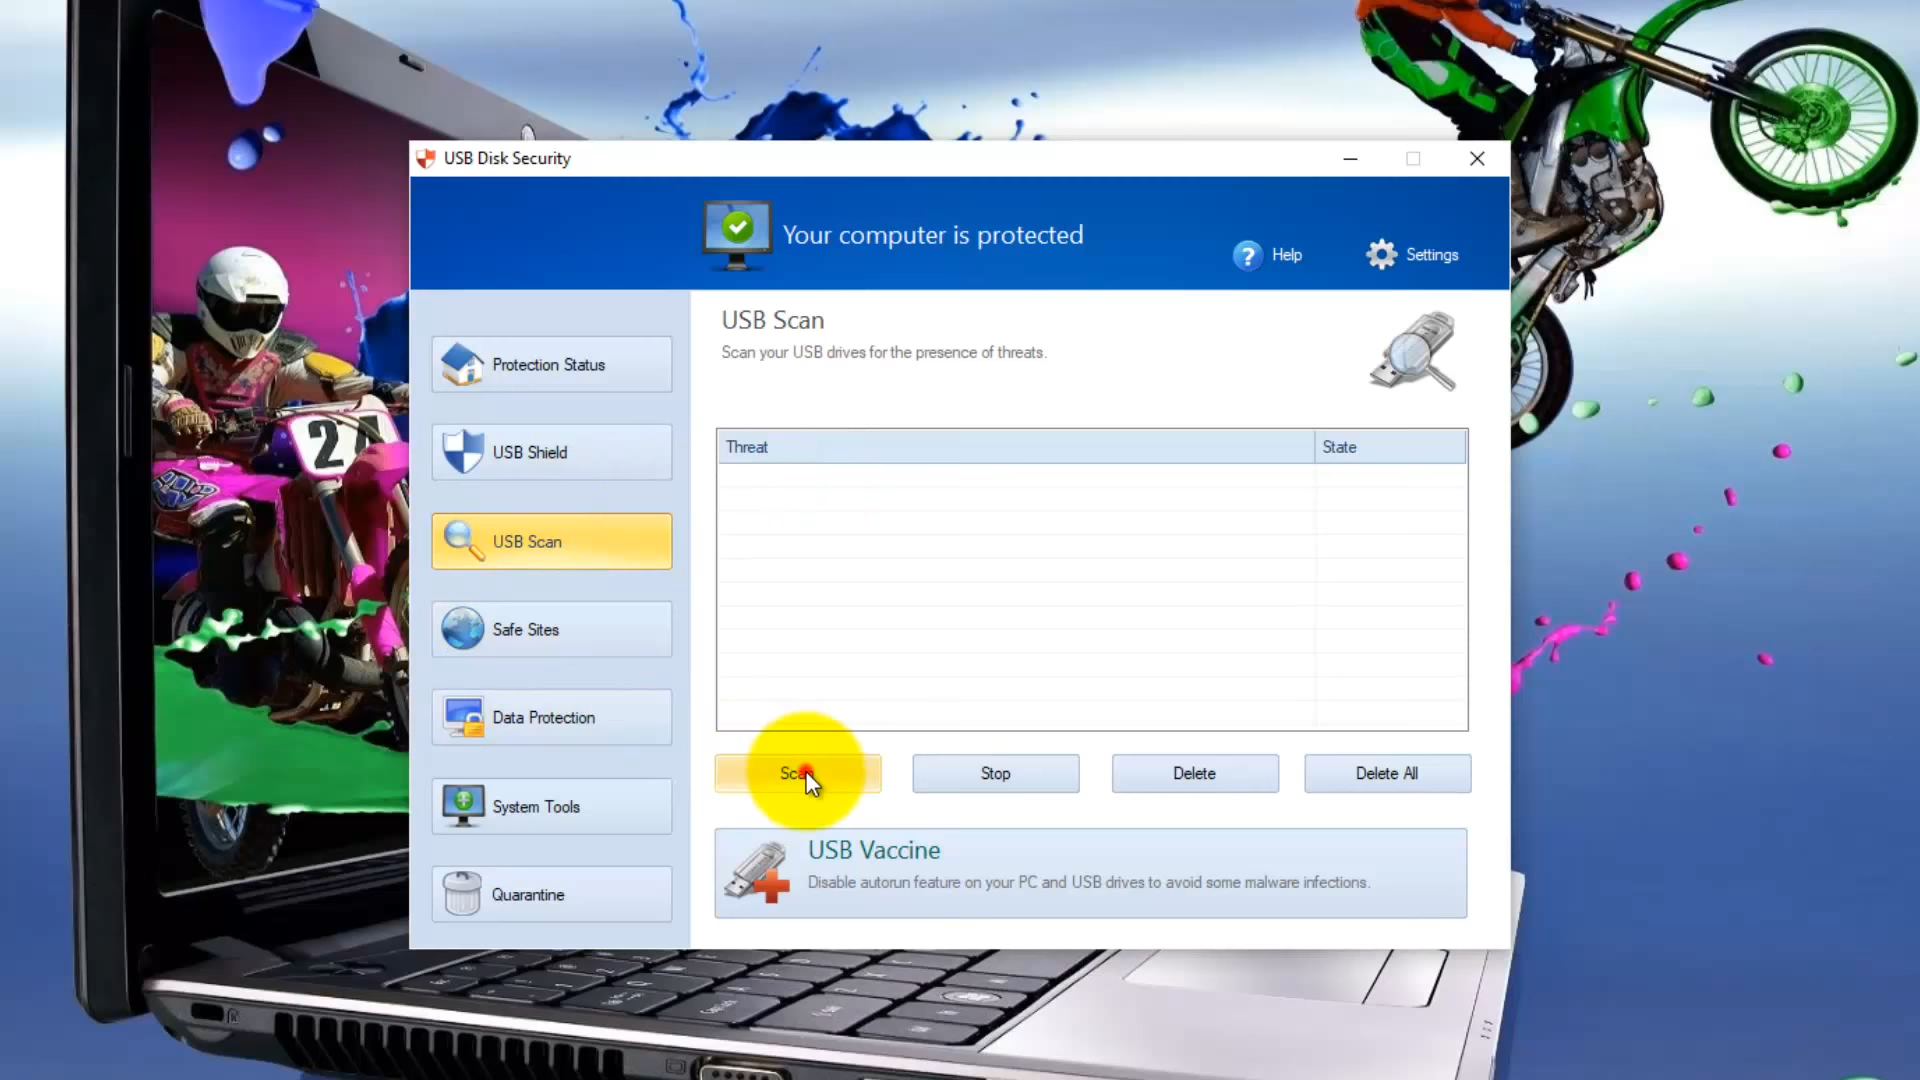 USB Disk Security
Your computer is protected
Help
Settings
Protection Status
USB Shield
USB Scan
Safe Sites
Data Protection
System Tools
Quarantine
USB Scan
Scan your USB drives for the presence of threats.
Threat State
Scan Stop Delete Delete All
USB Vaccine
Disable autorun feature on your PC and USB drives to avoid some malware infections.
24